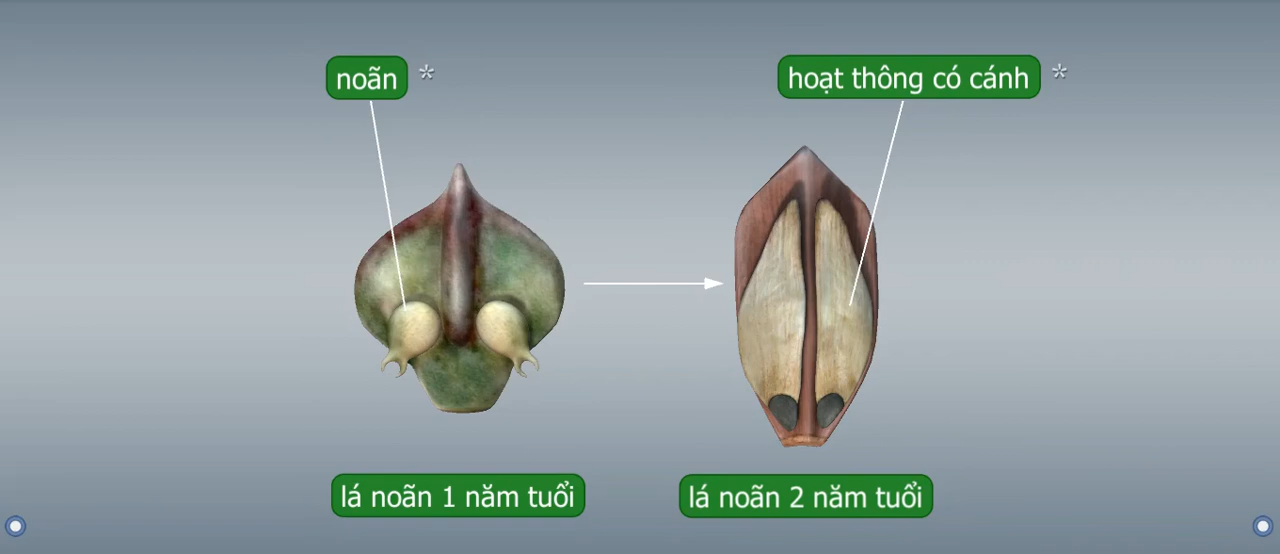 noãn *
hoạt thông có cánh *
lá noãn 1 năm tuổi
lá noãn 2 năm tuổi